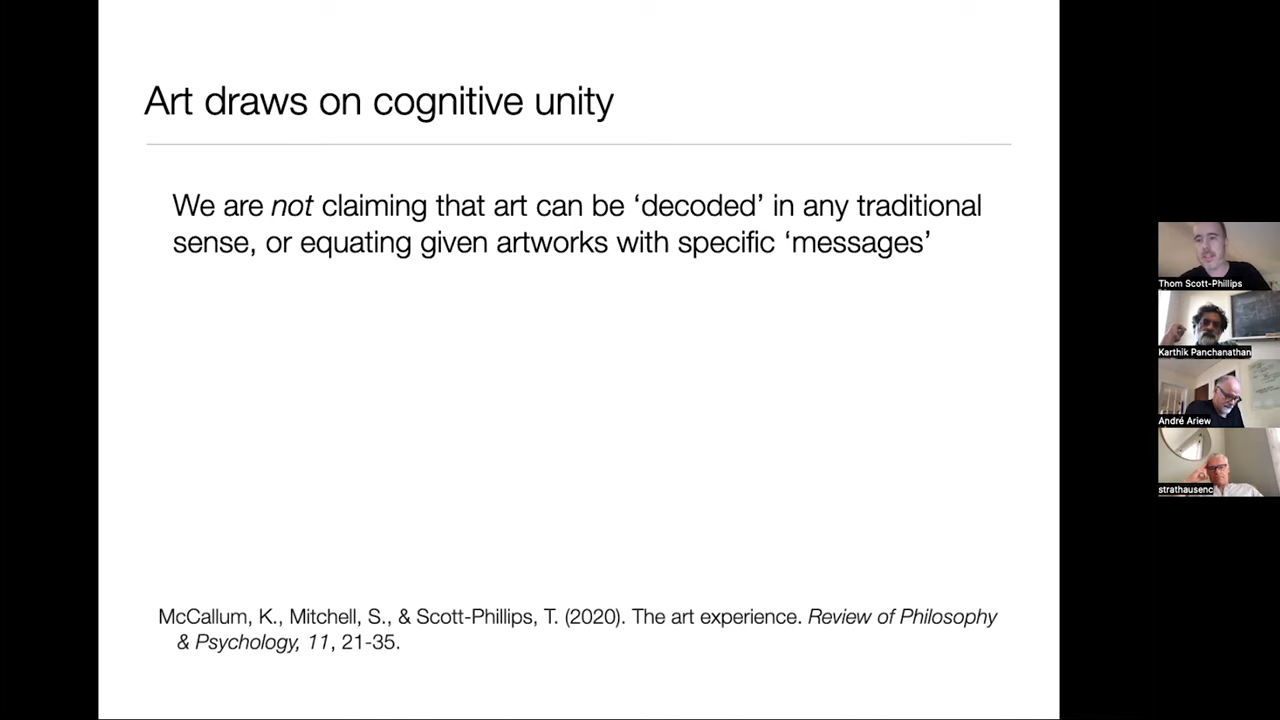 Art draws on cognitive unity
We are not claiming that art can be ‘decoded’ in any traditional
sense, or equating given artworks with specific ‘messages’
McCallum, K., Mitchell, S., & Scott-Phillips, T. (2020). The art experience. Review of Philosophy
& Psychology, 11, 21-35.
Thom Scott-Phillips
Karthik Panchanathan
André Ariew
strathausenc